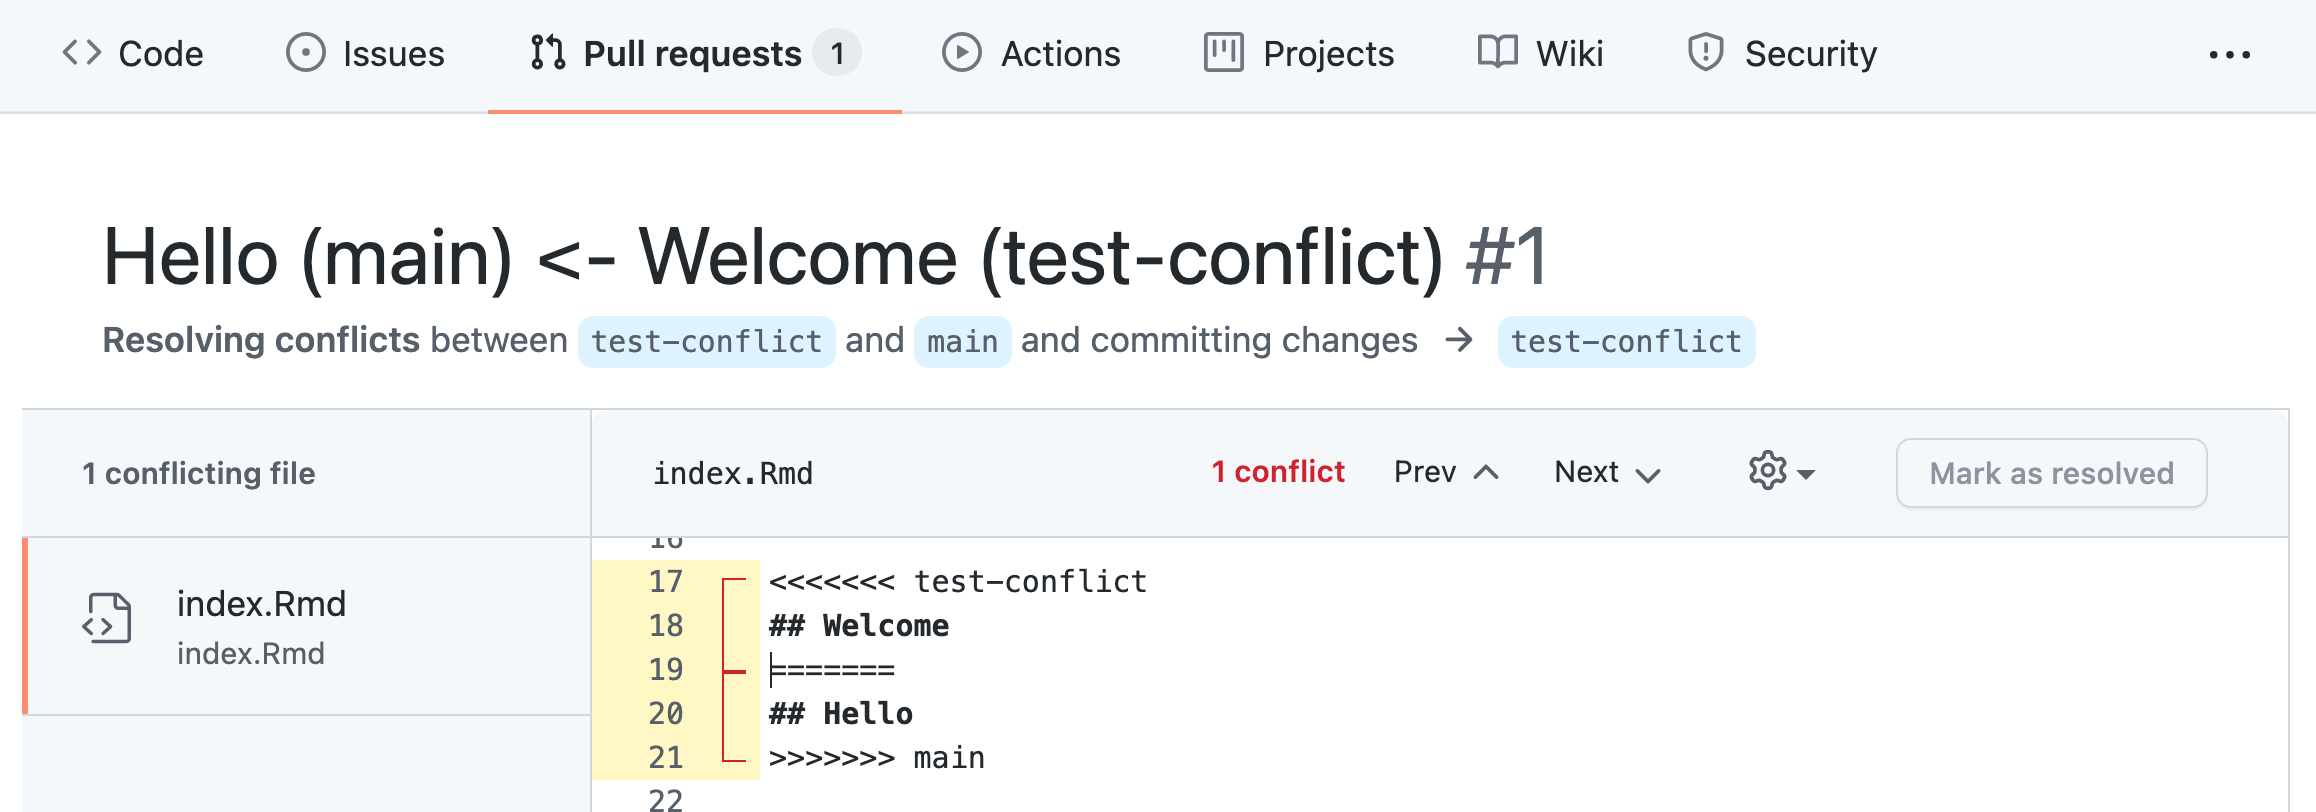 Code Issues Pull requests 1 Actions Projects Wiki Security
Hello (main) <- Welcome (test-conflict) #1
Resolving conflicts between test-conflict and main and committing changes → test-conflict
1 conflicting file
index.Rmd 1 conflict Prev Next Mark as resolved
index.Rmd
index.Rmd
16
17 <<<<<<< test-conflict
18 ## Welcome
19 =======
20 ## Hello
21 >>>>>>> main
22